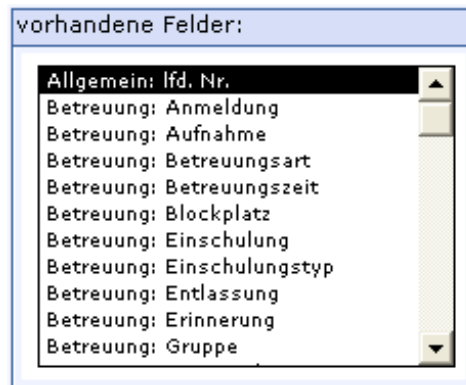 vorhandene Felder:
Allgemein: lfd. Nr.
Betreuung: Anmeldung
Betreuung: Aufnahme
Betreuung: Betreuungsart
Betreuung: Betreuungszeit
Betreuung: Blockplatz
Betreuung: Einschulung
Betreuung: Einschulungstyp
Betreuung: Entlassung
Betreuung: Erinnerung
Betreuung: Gruppe